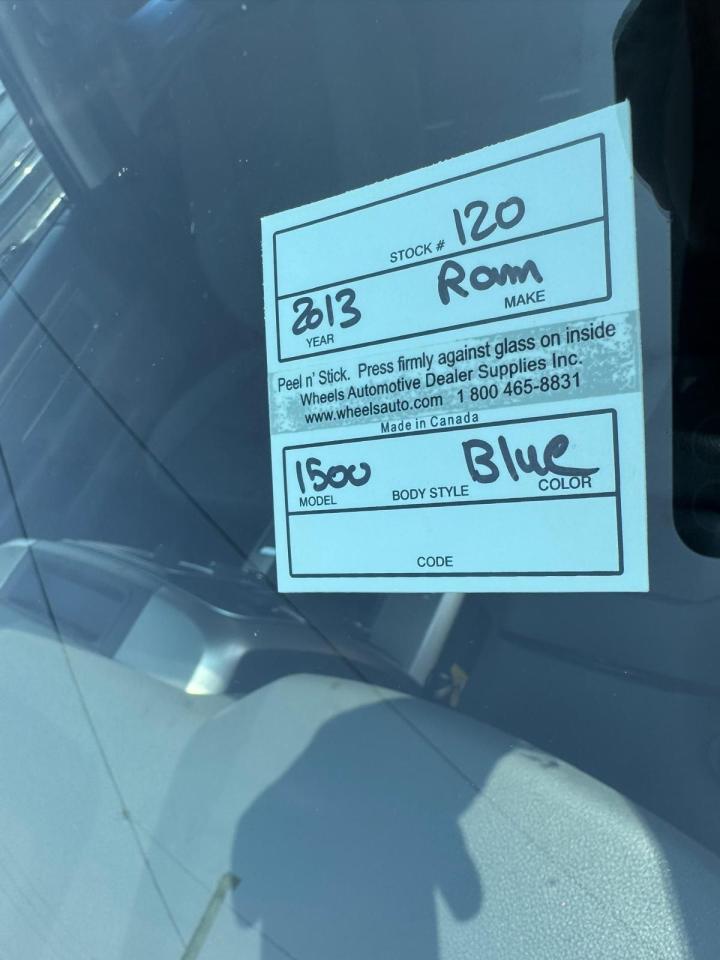 STOCK # 120
2013 Ram
YEAR MAKE
Peel n' Stick. Press firmly against glass on inside
Wheels Automotive Dealer Supplies Inc.
www.wheelsauto.com 1 800 465-8831
Made in Canada
1500 Blue
MODEL BODY STYLE COLOR
CODE